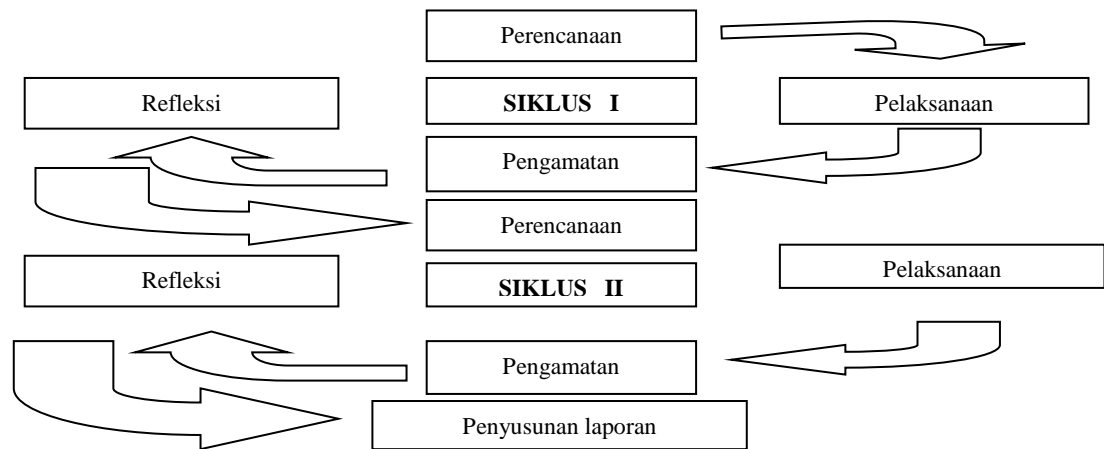 Perencanaan
Refleksi
SIKLUS I
Pelaksanaan
Pengamatan
Perencanaan
Refleksi
SIKLUS II
Pelaksanaan
Pengamatan
Penyusunan laporan